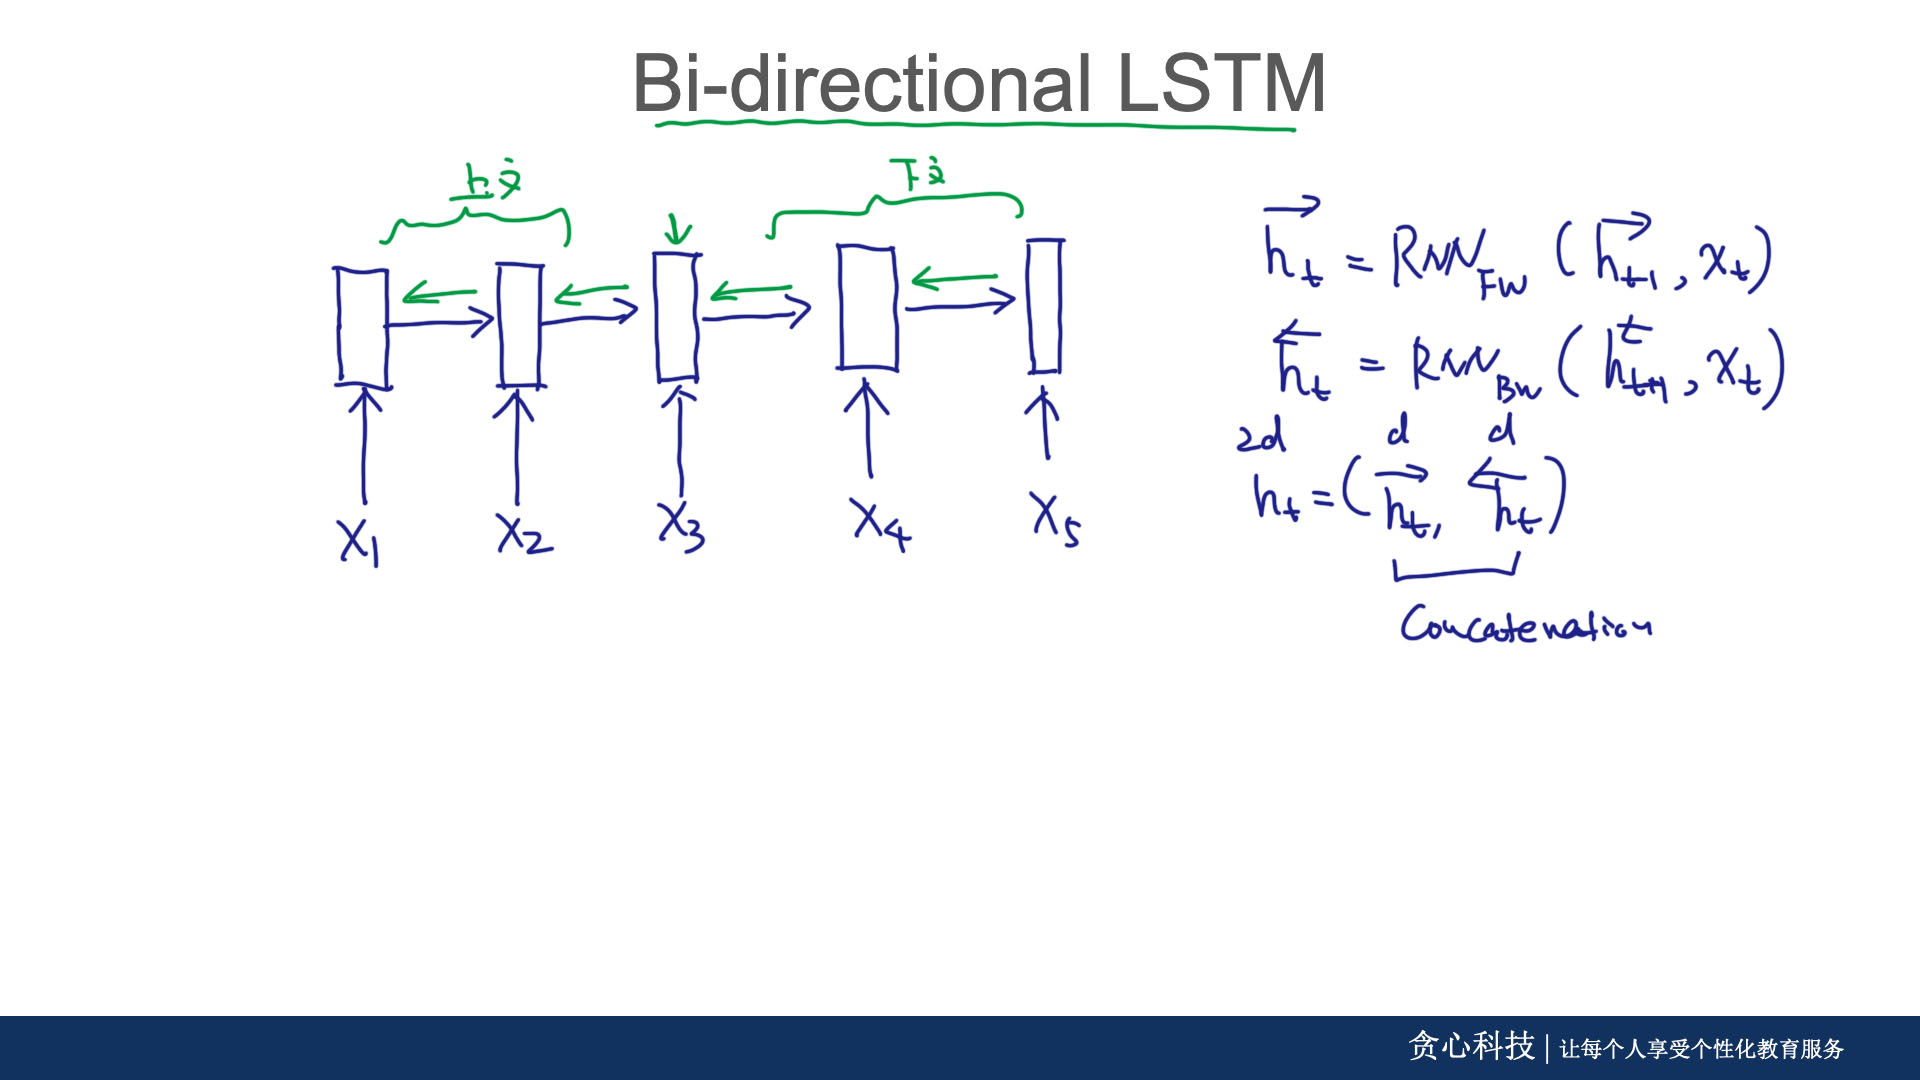 Bi-directional LSTM
上文
下文
X1
X2
X3
X4
X5
→h_t = RNN_FW (→h_t-1, x_t)
←h_t = RNN_BW (←h_t+1, x_t)
2d d d
h_t = (→h_t, ←h_t)
Concatenation
贪心科技 | 让每个人享受个性化教育服务